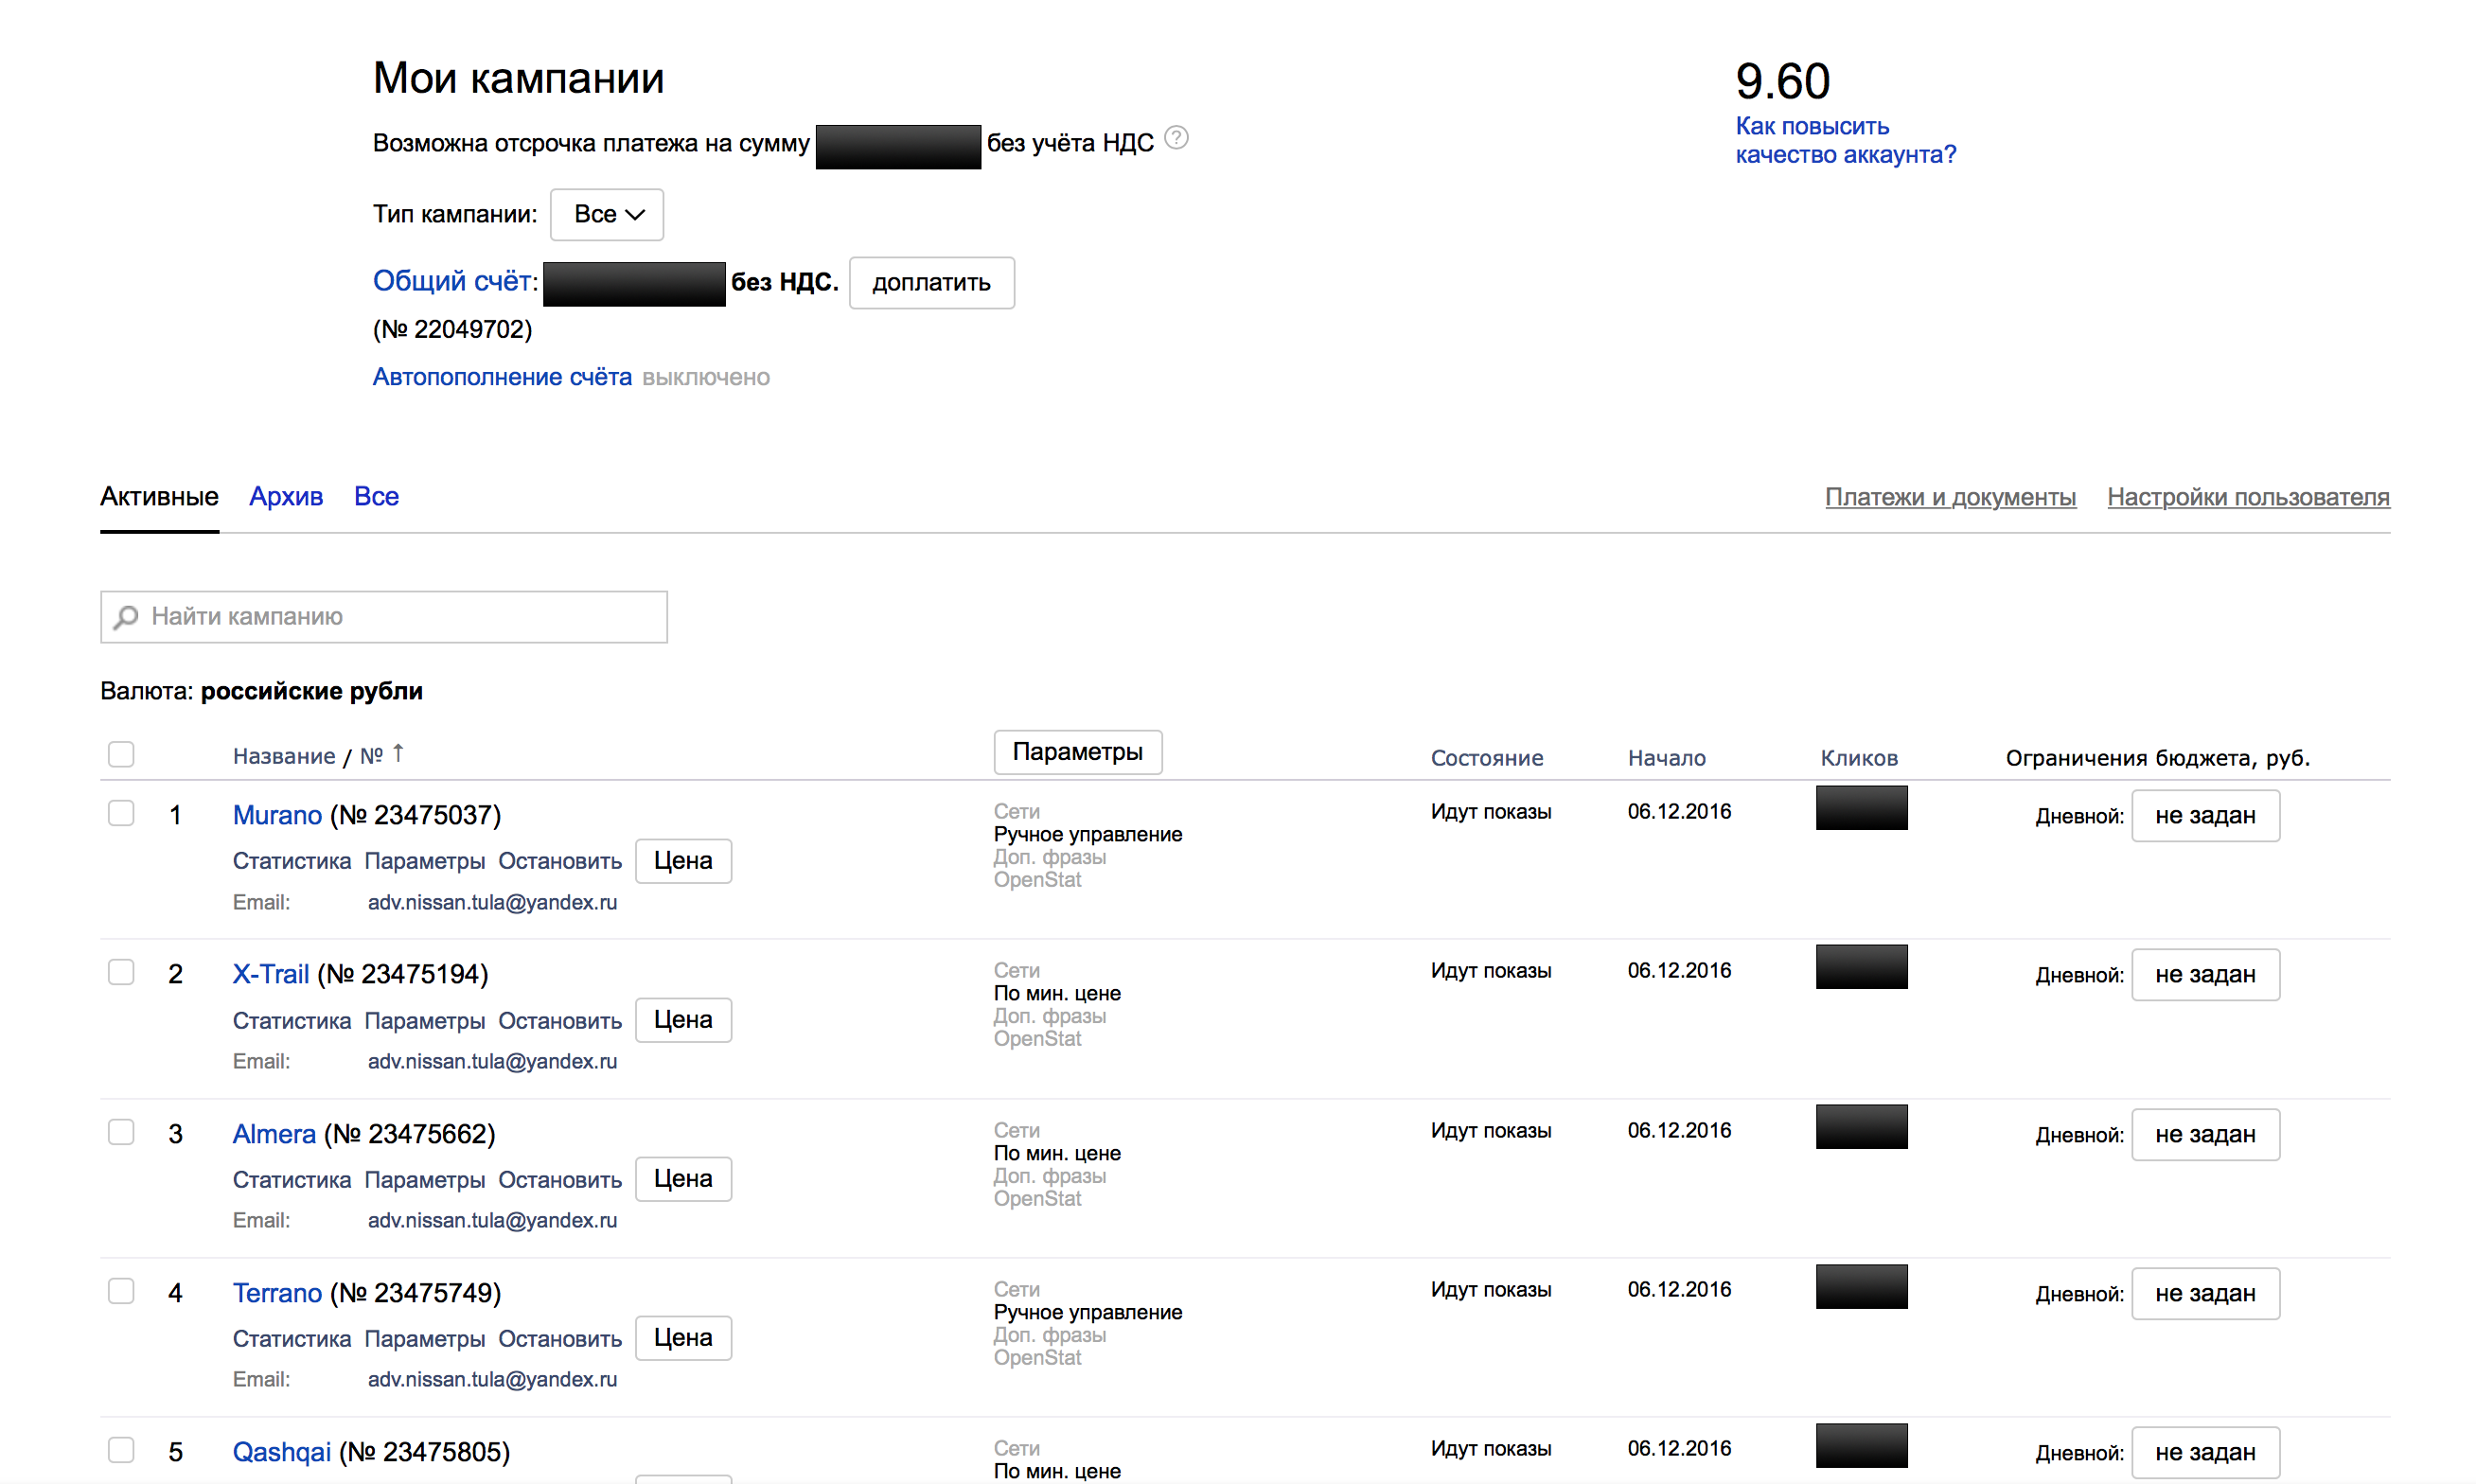 Мои кампании
9.60
Как повысить
качество аккаунта?
Возможна отсрочка платежа на сумму без учёта НДС ?
Тип кампании: Все
Общий счёт: без НДС. доплатить
(№ 22049702)
Автопополнение счёта выключено
Активные Архив Все Платежи и документы Настройки пользователя
Найти кампанию
Валюта: российские рубли
Название / № ↑ Параметры Состояние Начало Кликов Ограничения бюджета, руб.
1 Murano (№ 23475037) Сети Идут показы 06.12.2016 Дневной: не задан
Ручное управление
Статистика Параметры Остановить Цена Доп. фразы
OpenStat
Email: adv.nissan.tula@yandex.ru
2 X-Trail (№ 23475194) Сети Идут показы 06.12.2016 Дневной: не задан
По мин. цене
Статистика Параметры Остановить Цена Доп. фразы
OpenStat
Email: adv.nissan.tula@yandex.ru
3 Almera (№ 23475662) Сети Идут показы 06.12.2016 Дневной: не задан
По мин. цене
Статистика Параметры Остановить Цена Доп. фразы
OpenStat
Email: adv.nissan.tula@yandex.ru
4 Terrano (№ 23475749) Сети Идут показы 06.12.2016 Дневной: не задан
Ручное управление
Статистика Параметры Остановить Цена Доп. фразы
OpenStat
Email: adv.nissan.tula@yandex.ru
5 Qashqai (№ 23475805) Сети Идут показы 06.12.2016 Дневной: не задан
По мин. цене